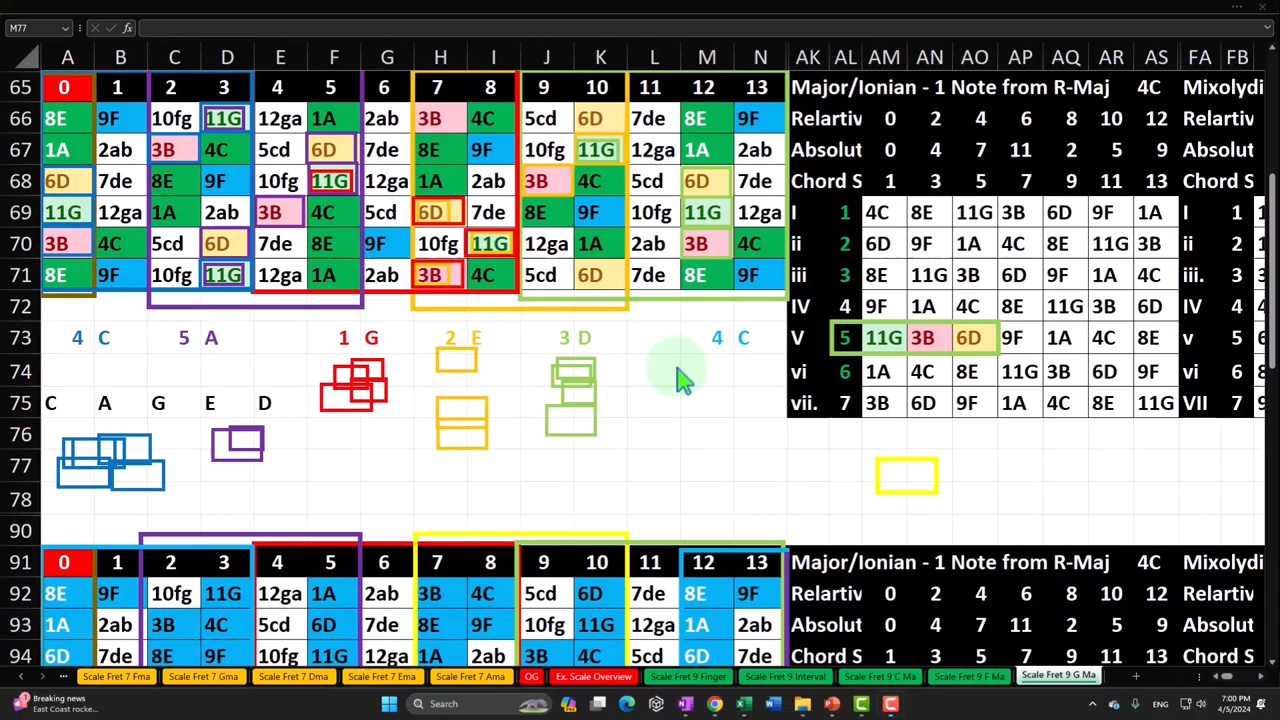 M77 fx
A B C D E F G H I J K L M N AK AL AM AN AO AP AQ AR AS FA FB
65 0 1 2 3 4 5 6 7 8 9 10 11 12 13 Major/Ionian - 1 Note from R-Maj 4C Mixolydi
66 8E 9F 10fg 11G 12ga 1A 2ab 3B 4C 5cd 6D 7de 8E 9F Relartiv 0 2 4 6 8 10 12 Relartiv
67 1A 2ab 3B 4C 5cd 6D 7de 8E 9F 10fg 11G 12ga 1A 2ab Absolut 0 4 7 11 2 5 9 Absolut
68 6D 7de 8E 9F 10fg 11G 12ga 1A 2ab 3B 4C 5cd 6D 7de Chord S 1 3 5 7 9 11 13 Chord S
69 11G 12ga 1A 2ab 3B 4C 5cd 6D 7de 8E 9F 10fg 11G 12ga I 1 4C 8E 11G 3B 6D 9F 1A I 1
70 3B 4C 5cd 6D 7de 8E 9F 10fg 11G 12ga 1A 2ab 3B 4C ii 2 6D 9F 1A 4C 8E 11G 3B ii 2
71 8E 9F 10fg 11G 12ga 1A 2ab 3B 4C 5cd 6D 7de 8E 9F iii 3 8E 11G 3B 6D 9F 1A 4C iii. 3
72 IV 4 9F 1A 4C 8E 11G 3B 6D IV 4
73 4 C 5 A 1 G 2 E 3 D 4 C V 5 11G 3B 6D 9F 1A 4C 8E v 5
74 vi 6 1A 4C 8E 11G 3B 6D 9F vi 6
75 C A G E D vii. 7 3B 6D 9F 1A 4C 8E 11G VII 7
76
77
78
90
91 0 1 2 3 4 5 6 7 8 9 10 11 12 13 Major/Ionian - 1 Note from R-Maj 4C Mixolydi
92 8E 9F 10fg 11G 12ga 1A 2ab 3B 4C 5cd 6D 7de 8E 9F Relartiv 0 2 4 6 8 10 12 Relartiv
93 1A 2ab 3B 4C 5cd 6D 7de 8E 9F 10fg 11G 12ga 1A 2ab Absolut 0 4 7 11 2 5 9 Absolut
94 6D 7de 8E 9F 10fg 11G 12ga 1A 2ab 3B 4C 5cd 6D 7de Chord S 1 3 5 7 9 11 13 Chord S
Scale Fret 7 Fma Scale Fret 7 Gma Scale Fret 7 Dma Scale Fret 7 Ema Scale Fret 7 Ama OG Ex. Scale Overview Scale Fret 9 Finger Scale Fret 9 Interval Scale Fret 9 C Ma Scale Fret 9 F Ma Scale Fret 9 G Ma
Breaking news
East Coast rocke...
Search
7:00 PM
4/5/2024